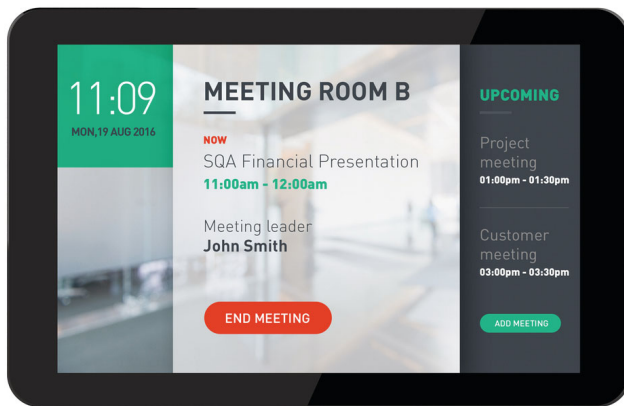 11:09
MON,19 AUG 2016
MEETING ROOM B
NOW
SQA Financial Presentation
11:00am - 12:00am
Meeting leader
John Smith
END MEETING
UPCOMING
Project
meeting
01:00pm - 01:30pm
Customer
meeting
03:00pm - 03:30pm
ADD MEETING